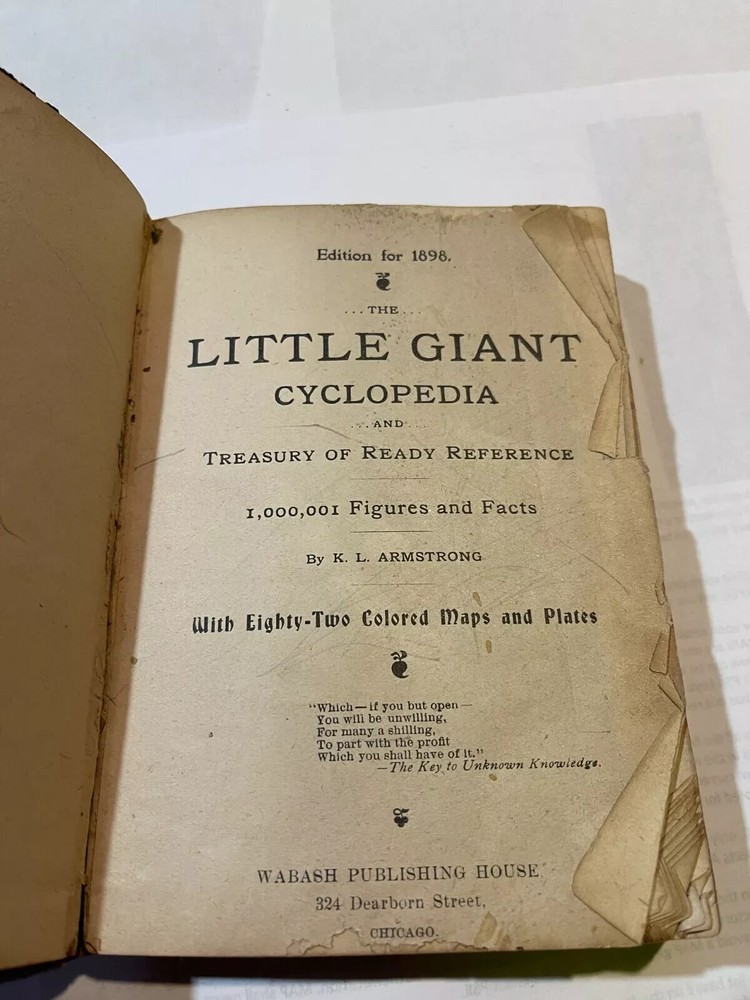 Edition for 1898.
...THE...
LITTLE GIANT
CYCLOPEDIA
...AND...
TREASURY OF READY REFERENCE
1,000,001 Figures and Facts
By K. L. ARMSTRONG
With Eighty-Two Colored Maps and Plates
"Which—if you but open—
You will be unwilling,
For many a shilling,
To part with the profit
Which you shall have of it."
—The Key to Unknown Knowledge.
WABASH PUBLISHING HOUSE,
324 Dearborn Street,
CHICAGO.